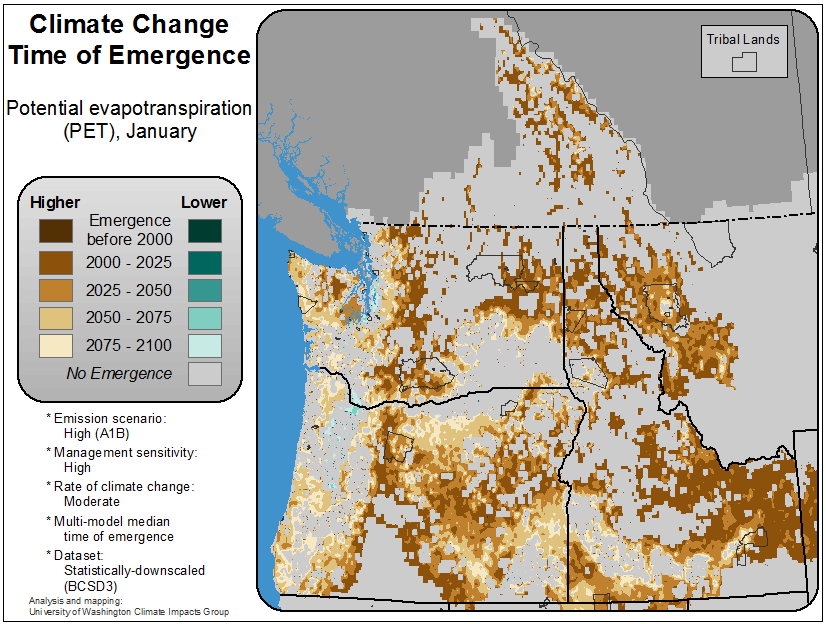 Climate Change
Time of Emergence
Potential evapotranspiration
(PET), January
Higher
Lower
Emergence
before 2000
2000 - 2025
2025 - 2050
2050 - 2075
2075 - 2100
No Emergence
* Emission scenario:
High (A1B)
* Management sensitivity:
High
* Rate of climate change:
Moderate
* Multi-model median
time of emergence
* Dataset:
Statistically-downscaled
(BCSD3)
Analysis and mapping:
University of Washington Climate Impacts Group
Tribal Lands